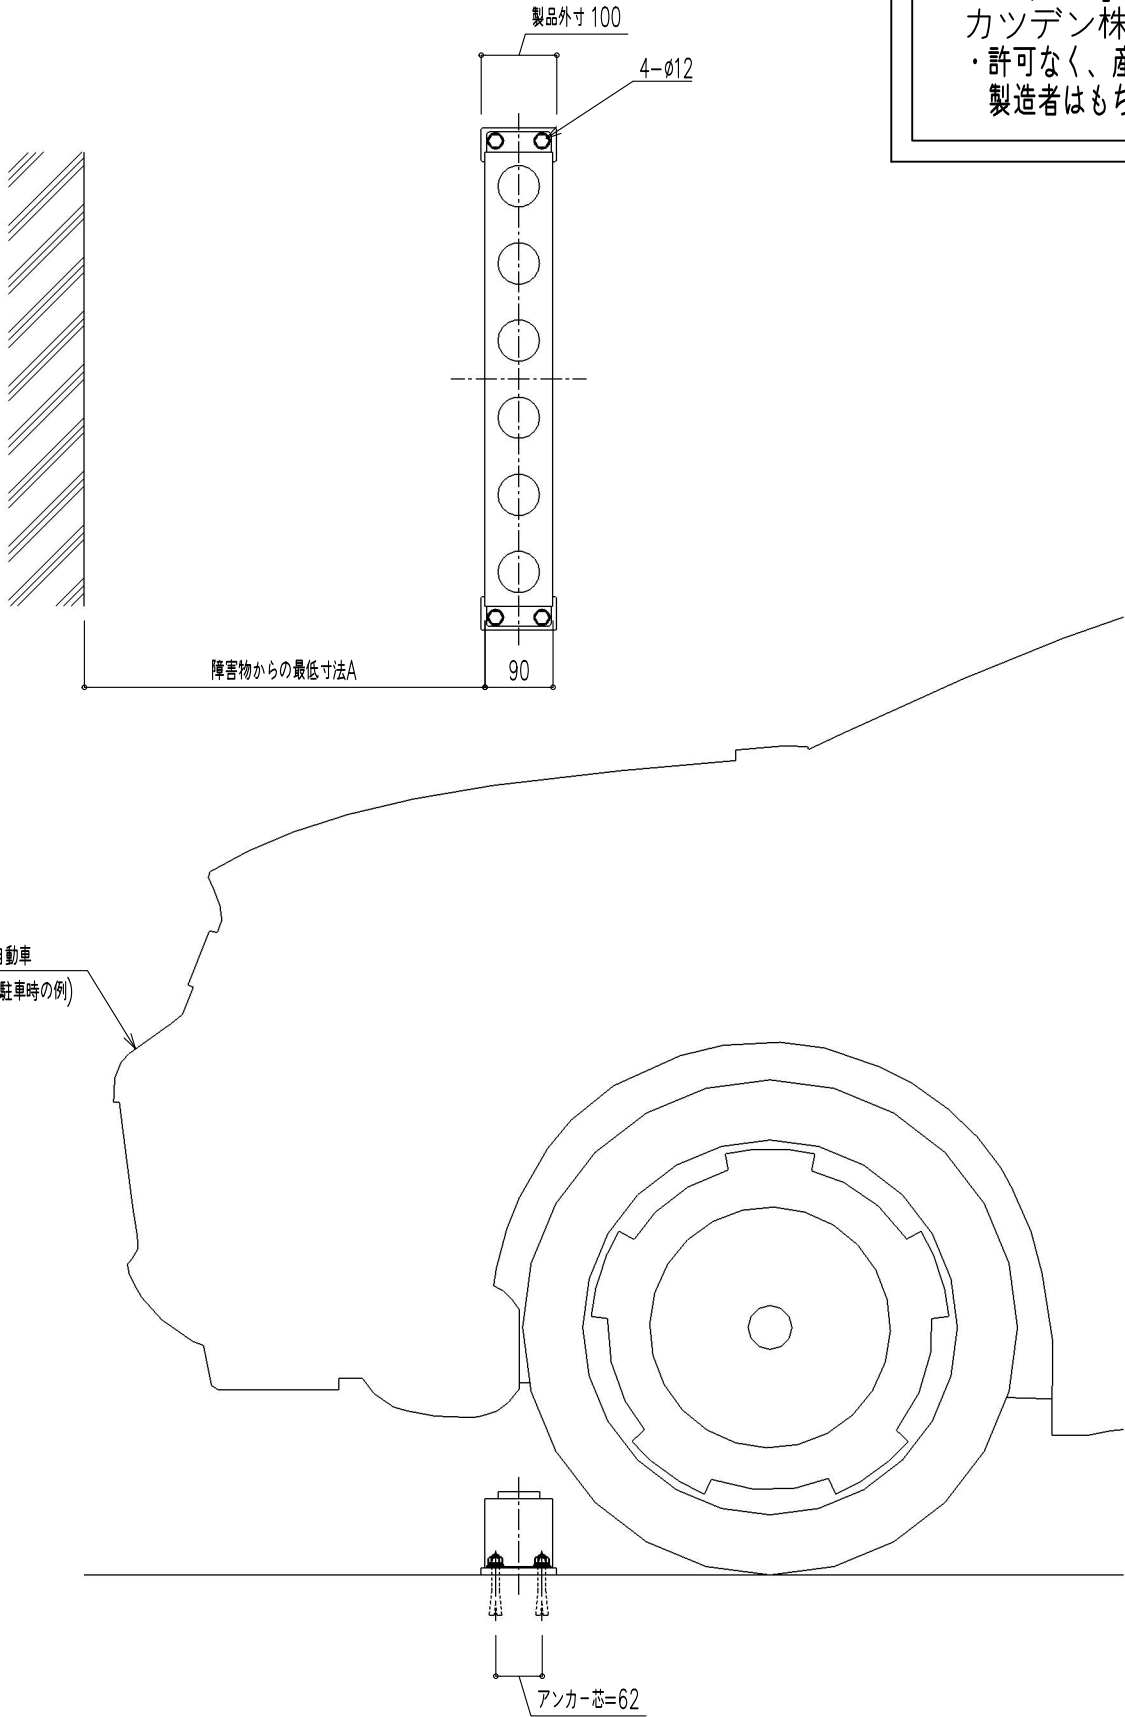 製品外寸 100
カツデン株
・許可なく、産
製造者はもち
4-ø12
障害物からの最低寸法A
90
自動車
駐車時の例)
アンカー芯=62